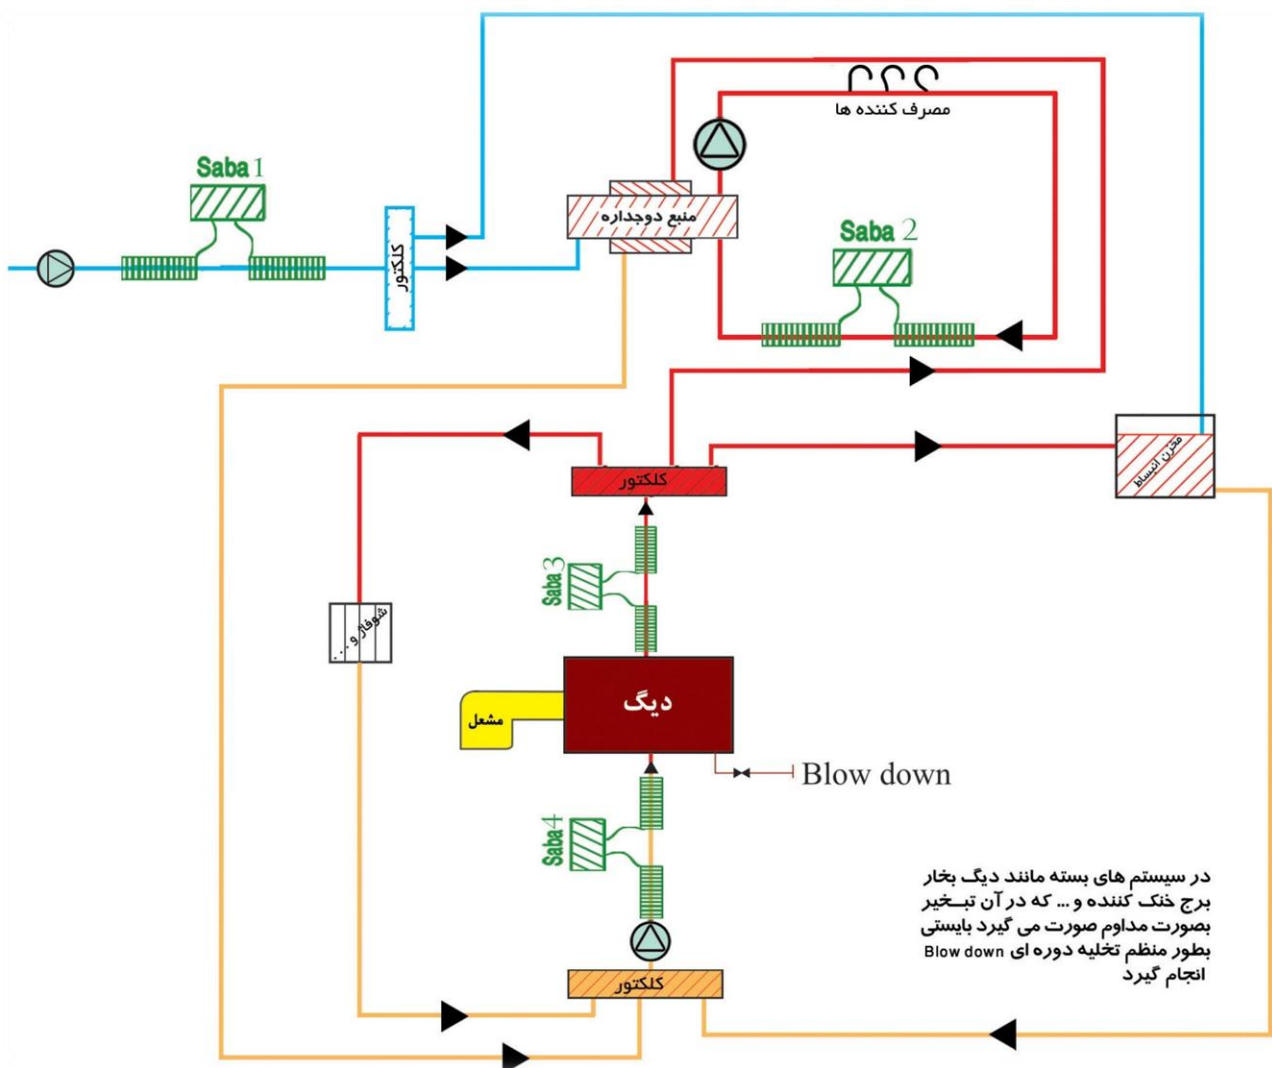 مصرف کننده ها
Saba 1
منبع دوجداره
کلکتور
Saba 2
مخزن انبساط
کلکتور
Saba 3
شوفاژ و ...
دیگ
مشعل
Blow down
Saba 4
در سیستم های بسته مانند دیگ بخار
برج خنک کننده و ... که در آن تبـخیر
بصورت مداوم صورت می گیرد بایستی
بطور منظم تخلیه دوره ای Blow down
انجام گیرد
کلکتور